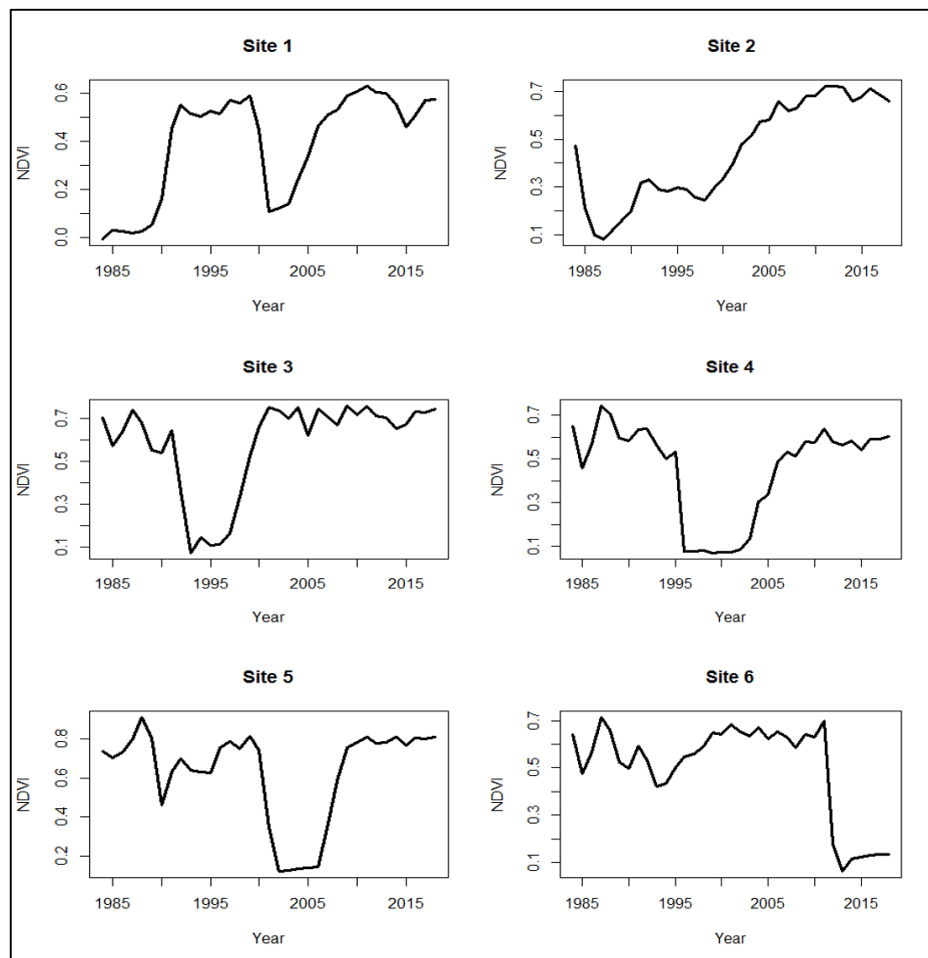 Site 1
NDVI
0.0 0.2 0.4 0.6
1985 1995 2005 2015
Year
Site 2
NDVI
0.1 0.3 0.5 0.7
1985 1995 2005 2015
Year
Site 3
NDVI
0.1 0.3 0.5 0.7
1985 1995 2005 2015
Year
Site 4
NDVI
0.1 0.3 0.5 0.7
1985 1995 2005 2015
Year
Site 5
NDVI
0.2 0.4 0.6 0.8
1985 1995 2005 2015
Year
Site 6
NDVI
0.1 0.3 0.5 0.7
1985 1995 2005 2015
Year